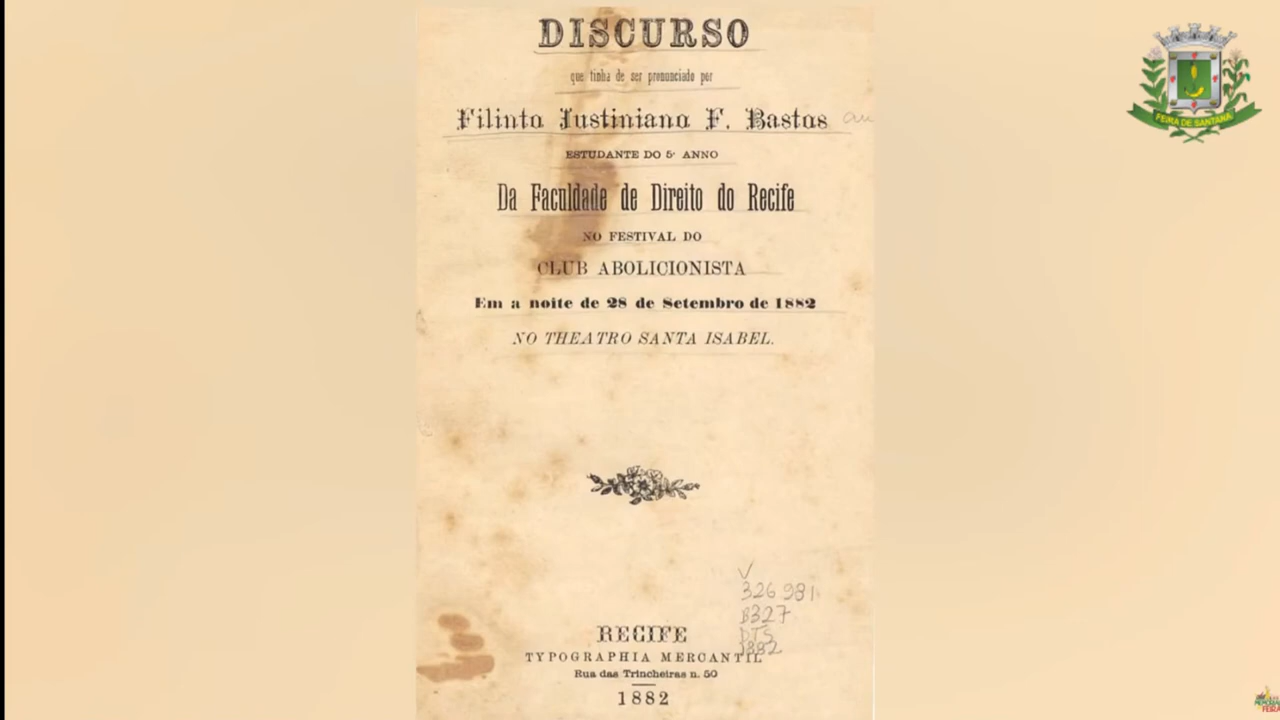 DISCURSO
que tinha de ser pronunciado por
Filinto Justiniano F. Bastos
ESTUDANTE DO 5º ANNO
Da Faculdade de Direito do Recife
NO FESTIVAL DO
CLUB ABOLICIONISTA
Em a noite de 28 de Setembro de 1882
NO THEATRO SANTA ISABEL.
V
326 981
B327
1882
RECIFE
TYPOGRAPHIA MERCANTIL
Rua das Trincheiras n. 50
1882
FEIRA DE SANTANA
FEIRA